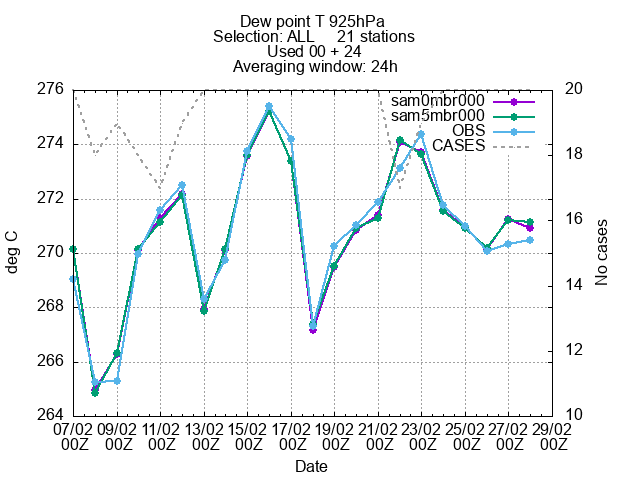 Dew point T 925hPa
Selection: ALL     21 stations
Used 00 + 24
Averaging window: 24h
276
274
272
270
268
266
264
deg C
20
18
16
14
12
10
No cases
sam0mbr000
sam5mbr000
OBS
CASES
07/02 09/02 11/02 13/02 15/02 17/02 19/02 21/02 23/02 25/02 27/02 29/02
00Z 00Z 00Z 00Z 00Z 00Z 00Z 00Z 00Z 00Z 00Z 00Z
Date